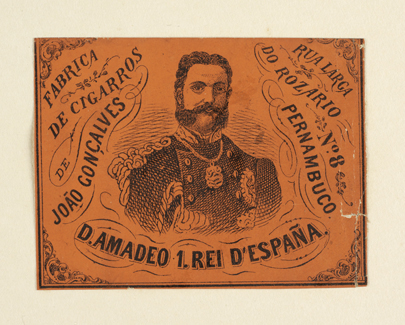 FABRICA
DE CIGARROS
DE
JOÃO GONÇALVES
RUA LARGA
DO ROZARIO
Nº 8
PERNAMBUCO.
D. AMADEO 1. REI D'ESPAÑA.